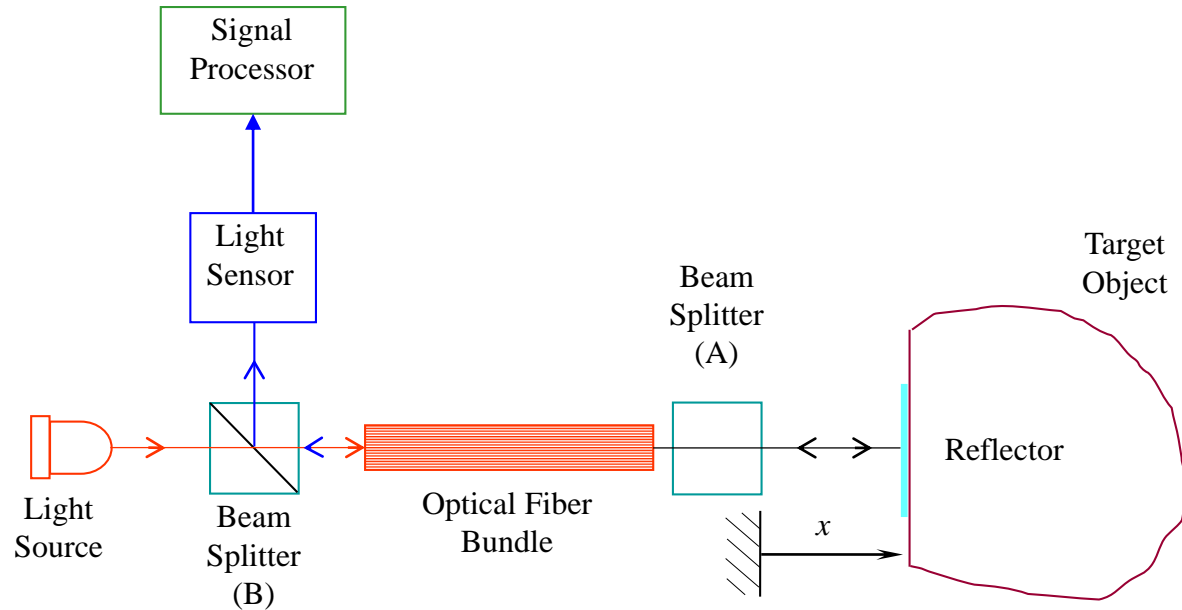 Signal
Processor
Light
Sensor
Target
Object
Beam
Splitter
(A)
Reflector
Light
Source
Beam
Splitter
(B)
Optical Fiber
Bundle
x